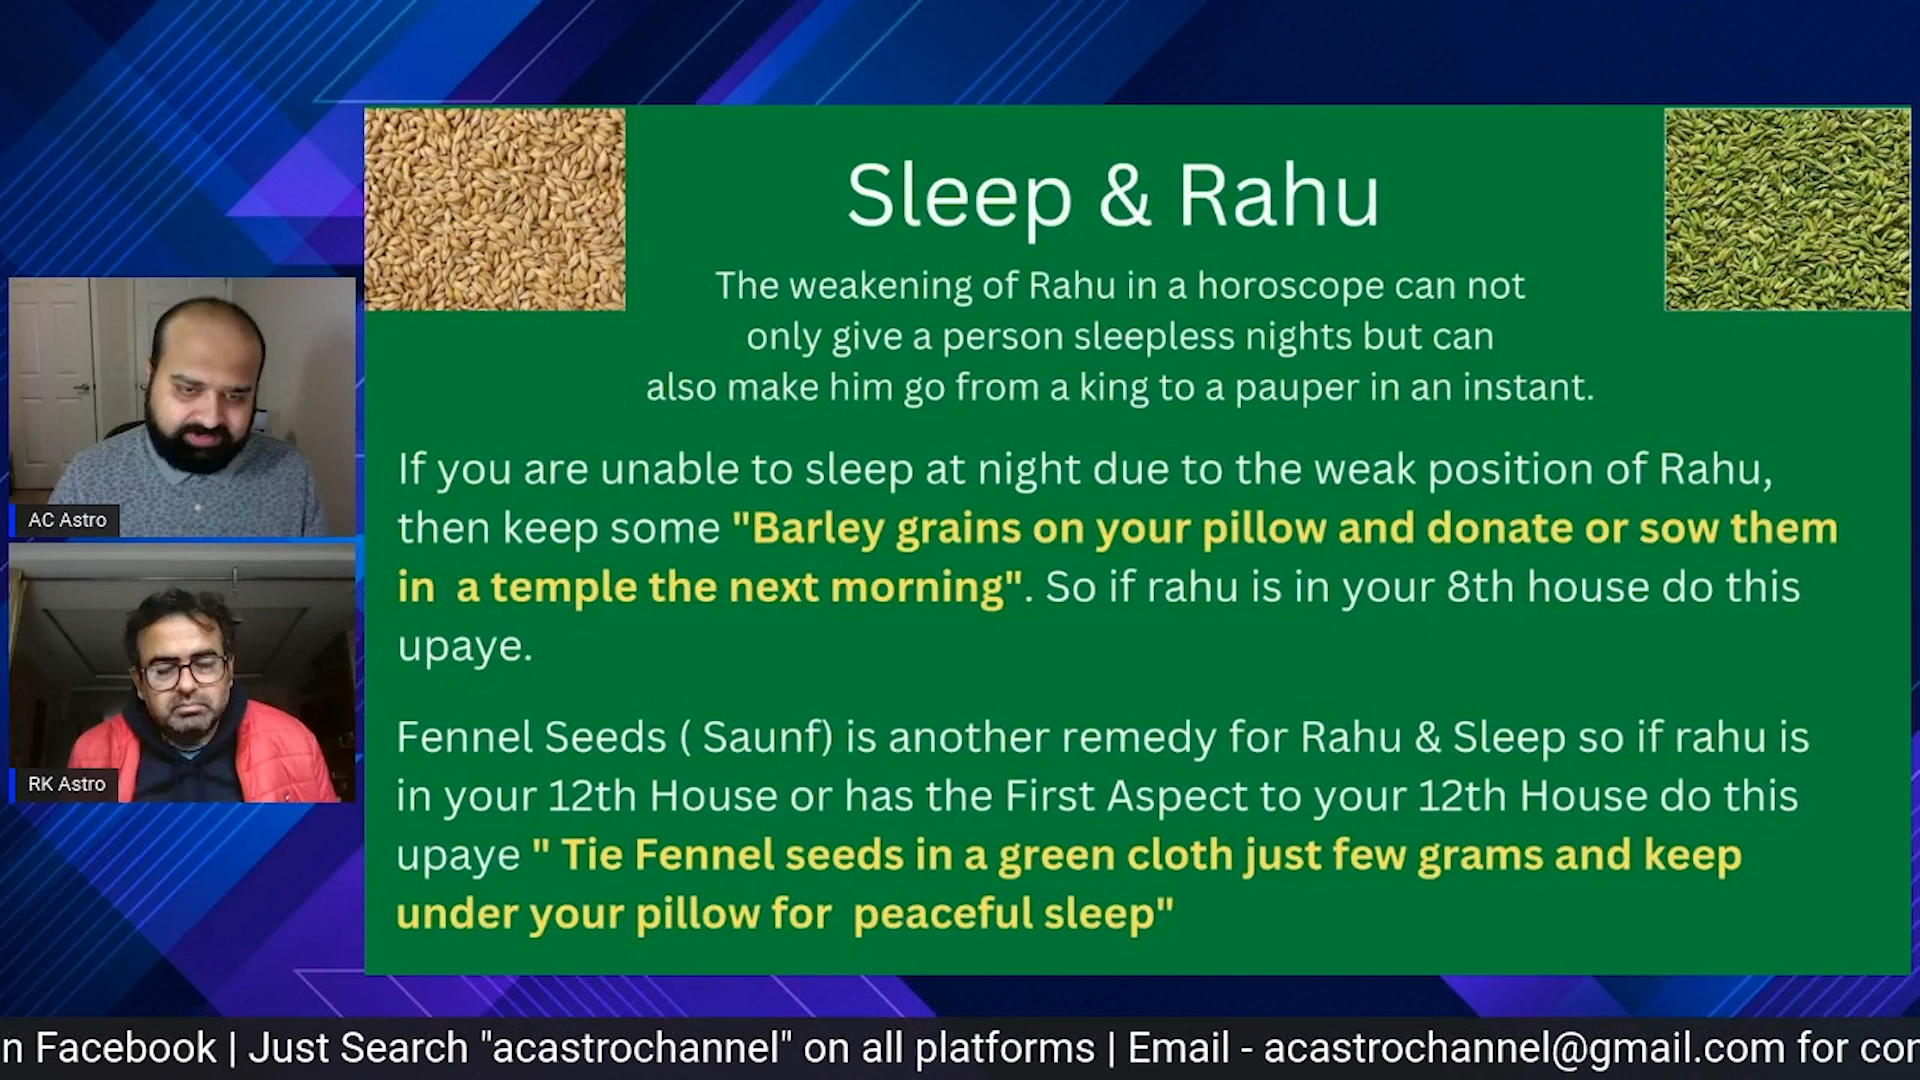 Sleep & Rahu
The weakening of Rahu in a horoscope can not
only give a person sleepless nights but can
also make him go from a king to a pauper in an instant.
If you are unable to sleep at night due to the weak position of Rahu,
then keep some "Barley grains on your pillow and donate or sow them
in  a temple the next morning". So if rahu is in your 8th house do this
upaye.
Fennel Seeds ( Saunf) is another remedy for Rahu & Sleep so if rahu is
in your 12th House or has the First Aspect to your 12th House do this
upaye " Tie Fennel seeds in a green cloth just few grams and keep
under your pillow for  peaceful sleep"
AC Astro
RK Astro
n Facebook | Just Search "acastrochannel" on all platforms | Email - acastrochannel@gmail.com for